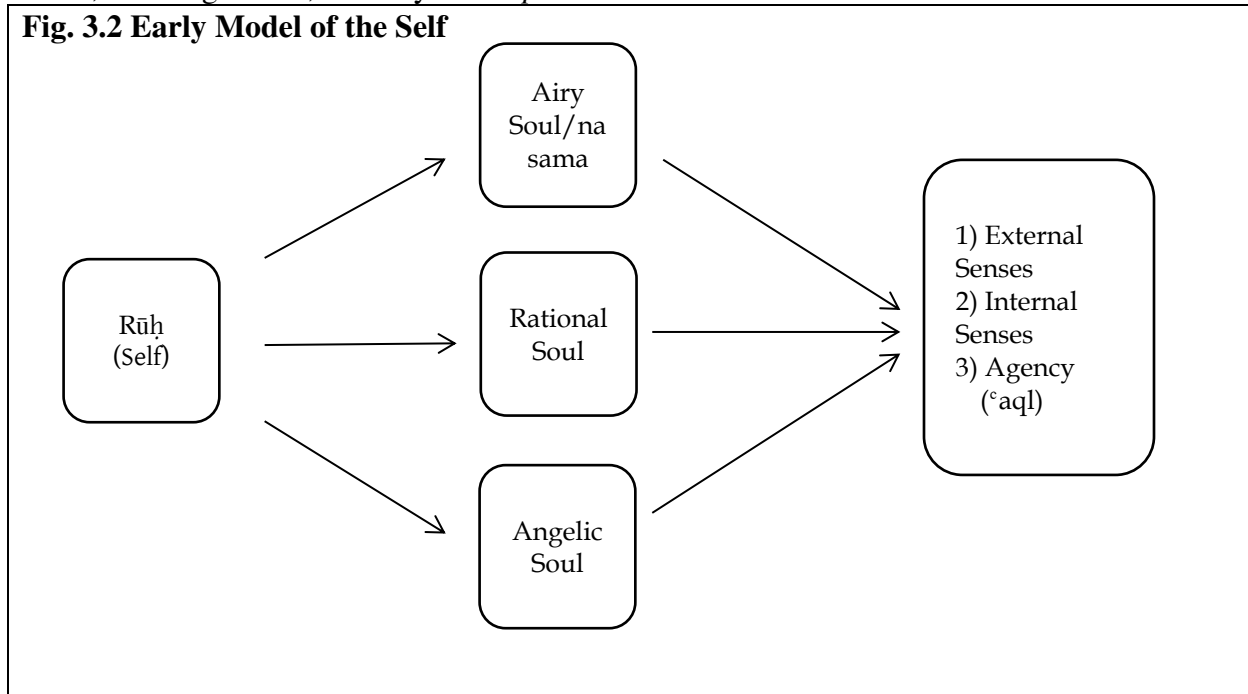 Fig. 3.2 Early Model of the Self
Airy
Soul/na
sama
Rūḥ
(Self)
Rational
Soul
Angelic
Soul
1) External
Senses
2) Internal
Senses
3) Agency
(ʿaql)